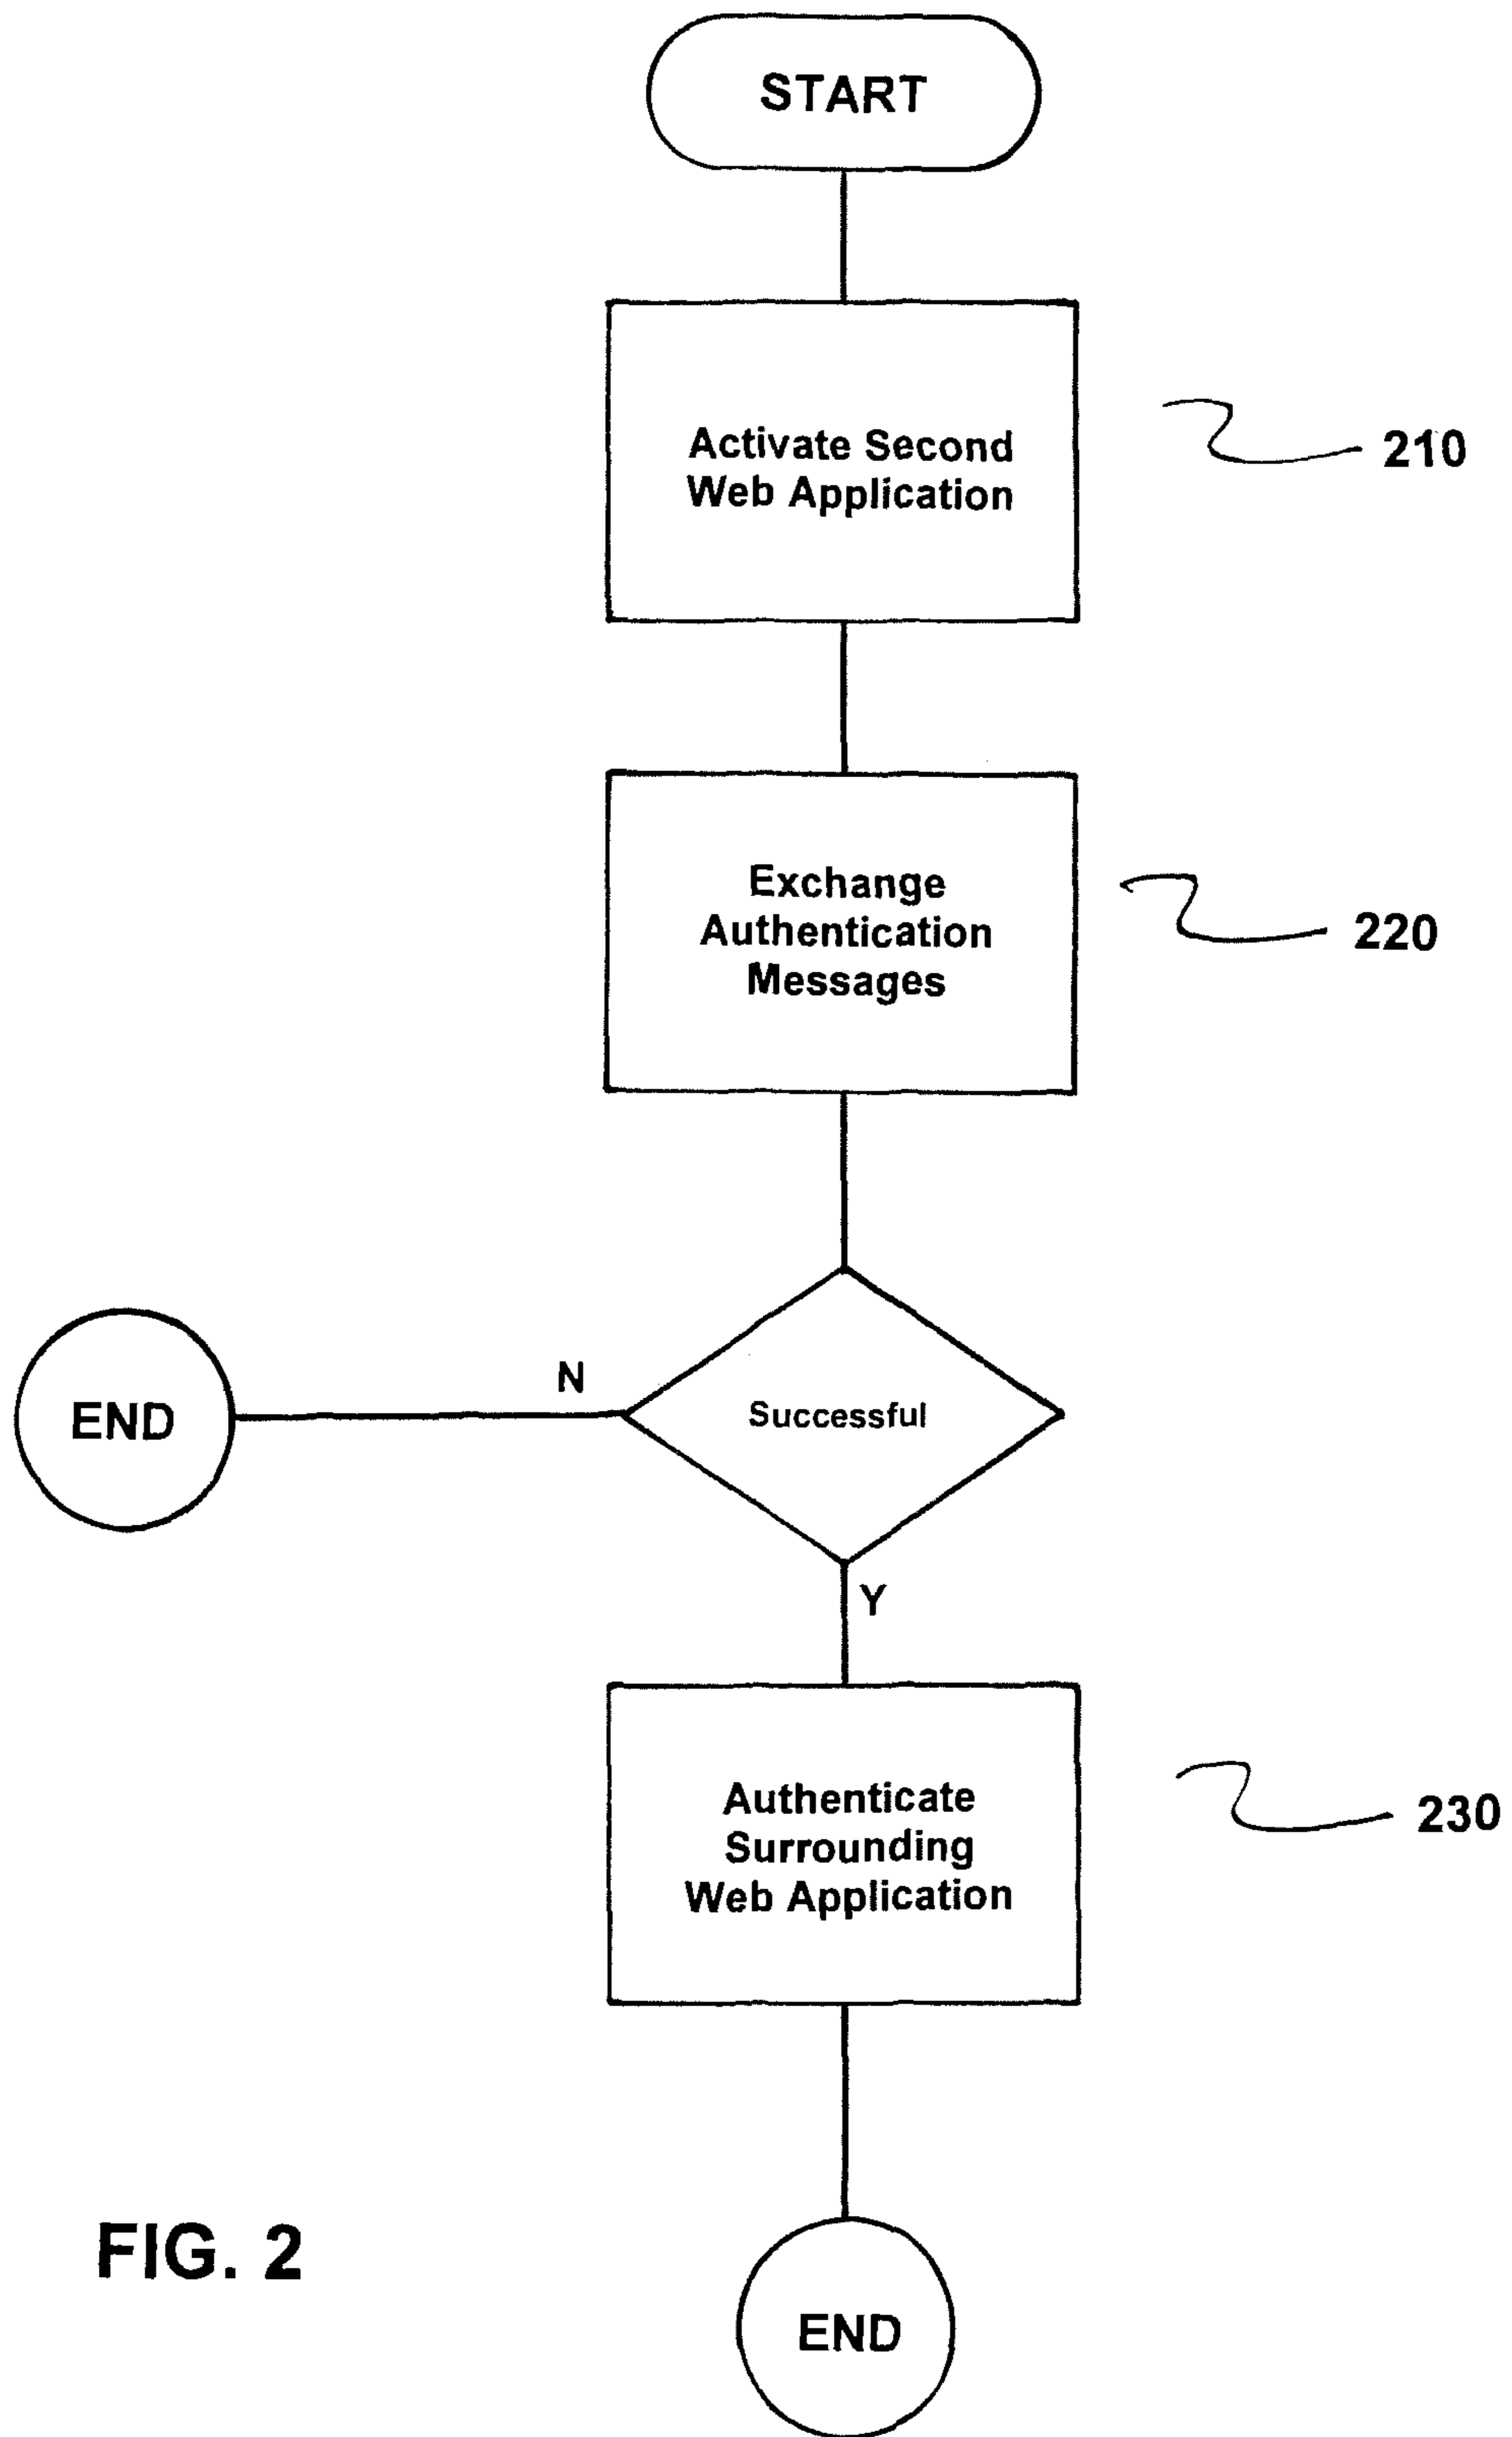 START
Activate Second
Web Application
210
Exchange
Authentication
Messages
220
N
END
Successful
Y
Authenticate
Surrounding
Web Application
230
FIG. 2
END